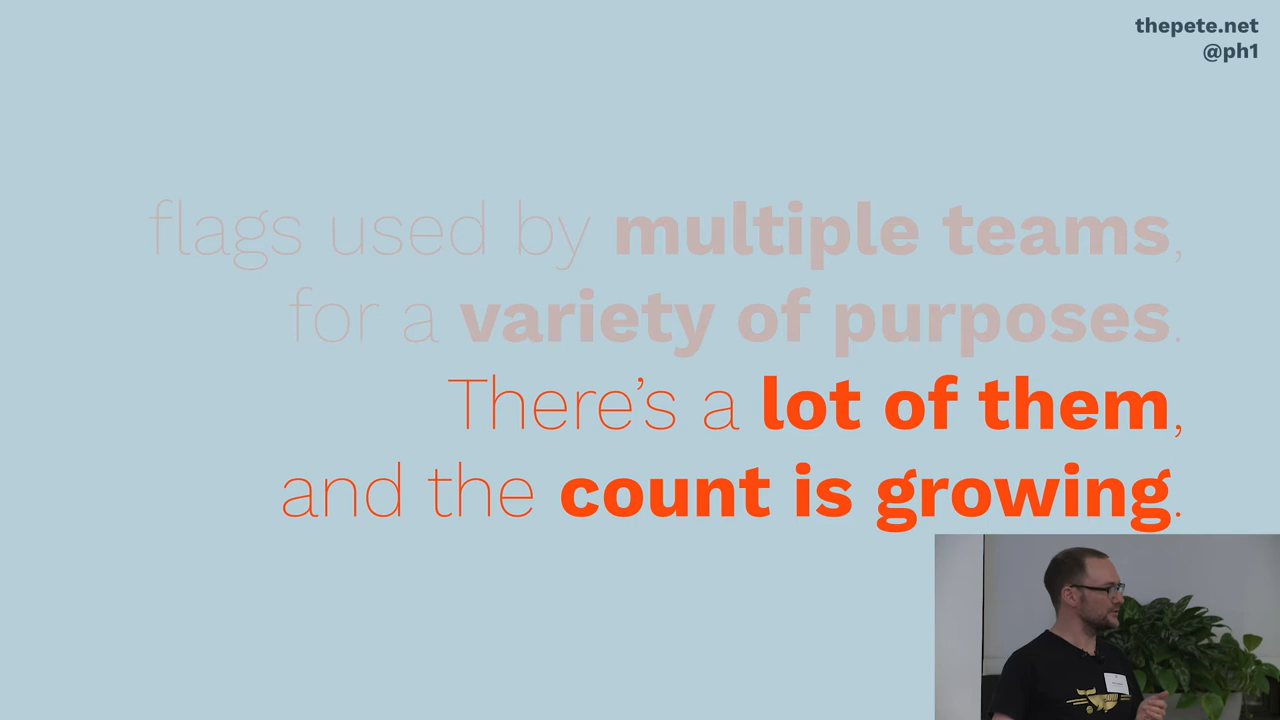 thepete.net
@ph1
flags used by multiple teams,
for a variety of purposes.
There’s a lot of them,
and the count is growing.